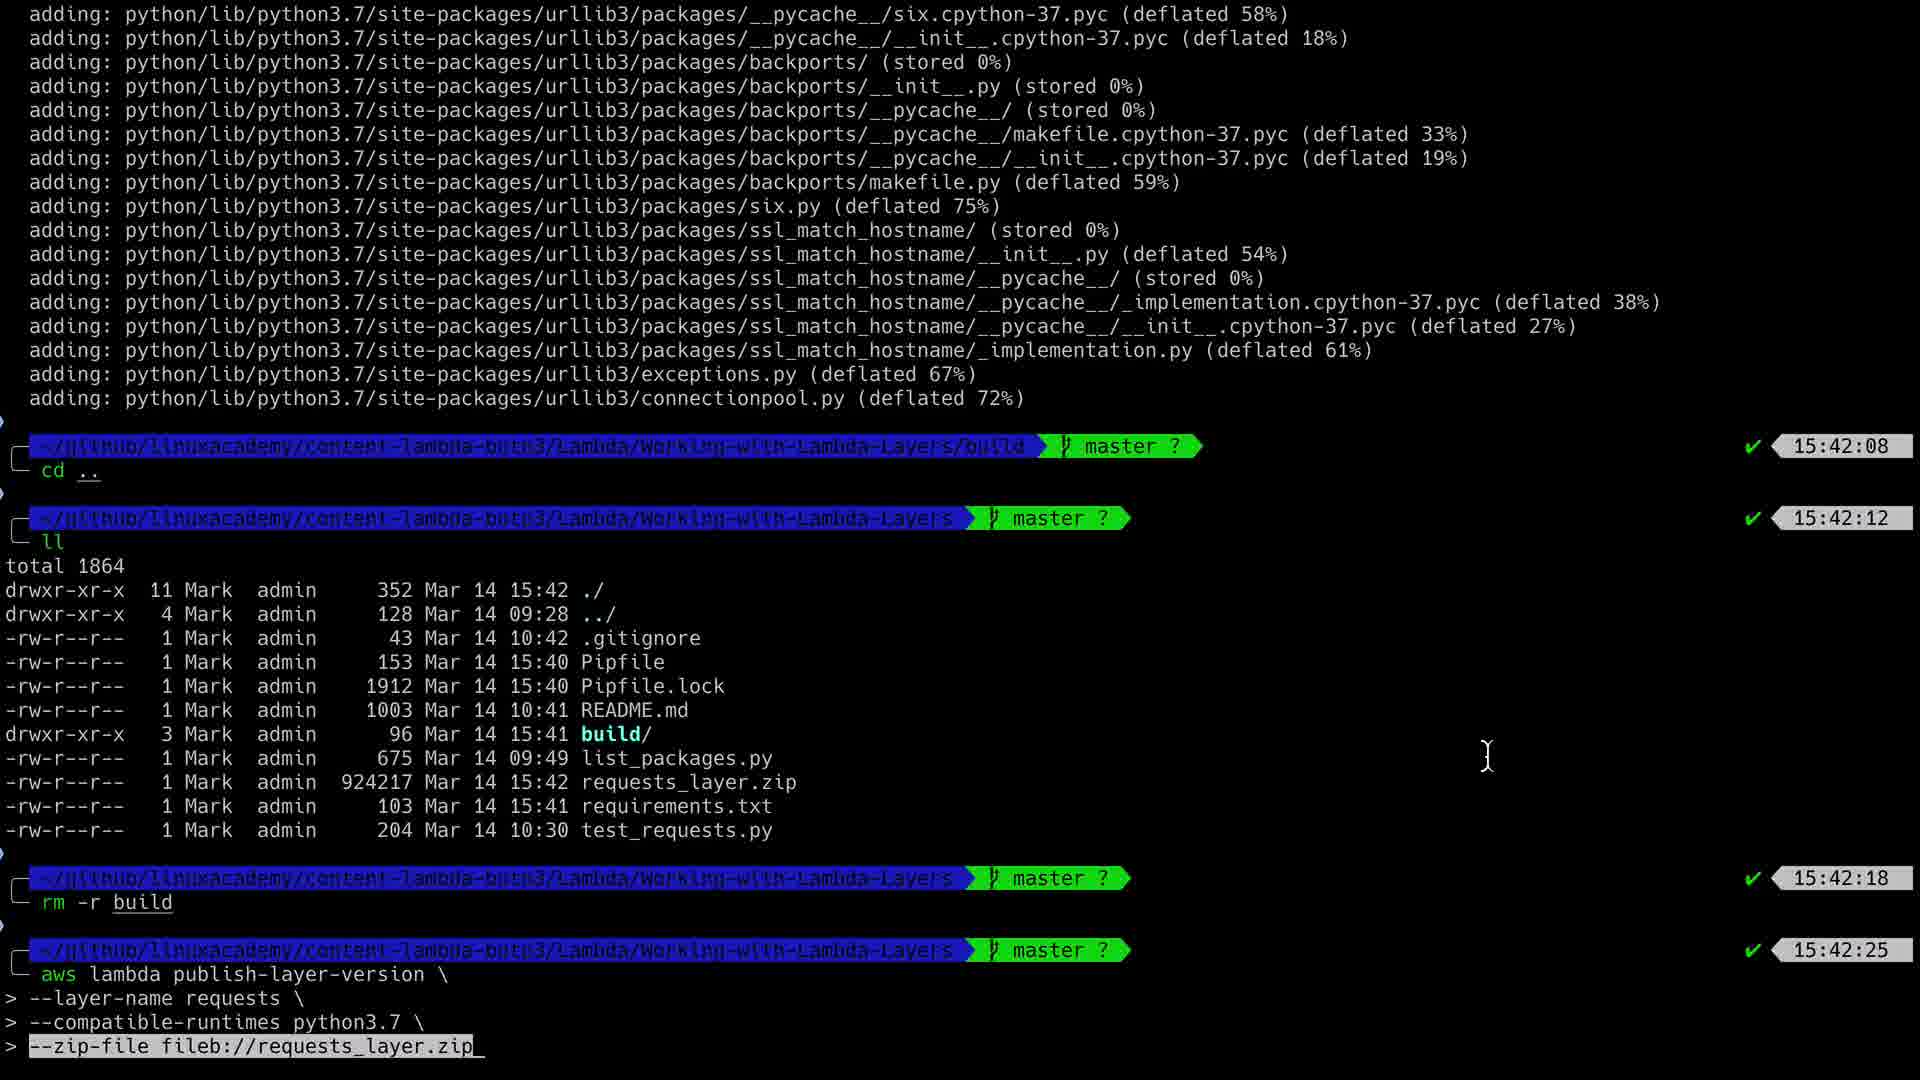 adding: python/lib/python3.7/site-packages/urllib3/packages/__pycache__/six.cpython-37.pyc (deflated 58%)
adding: python/lib/python3.7/site-packages/urllib3/packages/__pycache__/__init__.cpython-37.pyc (deflated 18%)
adding: python/lib/python3.7/site-packages/urllib3/packages/backports/ (stored 0%)
adding: python/lib/python3.7/site-packages/urllib3/packages/backports/__init__.py (stored 0%)
adding: python/lib/python3.7/site-packages/urllib3/packages/backports/__pycache__/ (stored 0%)
adding: python/lib/python3.7/site-packages/urllib3/packages/backports/__pycache__/makefile.cpython-37.pyc (deflated 33%)
adding: python/lib/python3.7/site-packages/urllib3/packages/backports/__pycache__/__init__.cpython-37.pyc (deflated 19%)
adding: python/lib/python3.7/site-packages/urllib3/packages/backports/makefile.py (deflated 59%)
adding: python/lib/python3.7/site-packages/urllib3/packages/six.py (deflated 75%)
adding: python/lib/python3.7/site-packages/urllib3/packages/ssl_match_hostname/ (stored 0%)
adding: python/lib/python3.7/site-packages/urllib3/packages/ssl_match_hostname/__init__.py (deflated 54%)
adding: python/lib/python3.7/site-packages/urllib3/packages/ssl_match_hostname/__pycache__/ (stored 0%)
adding: python/lib/python3.7/site-packages/urllib3/packages/ssl_match_hostname/__pycache__/_implementation.cpython-37.pyc (deflated 38%)
adding: python/lib/python3.7/site-packages/urllib3/packages/ssl_match_hostname/__pycache__/__init__.cpython-37.pyc (deflated 27%)
adding: python/lib/python3.7/site-packages/urllib3/packages/ssl_match_hostname/_implementation.py (deflated 61%)
adding: python/lib/python3.7/site-packages/urllib3/exceptions.py (deflated 67%)
adding: python/lib/python3.7/site-packages/urllib3/connectionpool.py (deflated 72%)
~/github/linuxacademy/content-lambda-boto3/Lambda/Working-with-Lambda-Layers/build master ? ✔ 15:42:08
cd ..
~/github/linuxacademy/content-lambda-boto3/Lambda/Working-with-Lambda-Layers master ? ✔ 15:42:12
ll
total 1864
drwxr-xr-x 11 Mark admin 352 Mar 14 15:42 ./
drwxr-xr-x 4 Mark admin 128 Mar 14 09:28 ../
-rw-r--r-- 1 Mark admin 43 Mar 14 10:42 .gitignore
-rw-r--r-- 1 Mark admin 153 Mar 14 15:40 Pipfile
-rw-r--r-- 1 Mark admin 1912 Mar 14 15:40 Pipfile.lock
-rw-r--r-- 1 Mark admin 1003 Mar 14 10:41 README.md
drwxr-xr-x 3 Mark admin 96 Mar 14 15:41 build/
-rw-r--r-- 1 Mark admin 675 Mar 14 09:49 list_packages.py
-rw-r--r-- 1 Mark admin 924217 Mar 14 15:42 requests_layer.zip
-rw-r--r-- 1 Mark admin 103 Mar 14 15:41 requirements.txt
-rw-r--r-- 1 Mark admin 204 Mar 14 10:30 test_requests.py
~/github/linuxacademy/content-lambda-boto3/Lambda/Working-with-Lambda-Layers master ? ✔ 15:42:18
rm -r build
~/github/linuxacademy/content-lambda-boto3/Lambda/Working-with-Lambda-Layers master ? ✔ 15:42:25
aws lambda publish-layer-version \
> --layer-name requests \
> --compatible-runtimes python3.7 \
> --zip-file fileb://requests_layer.zip